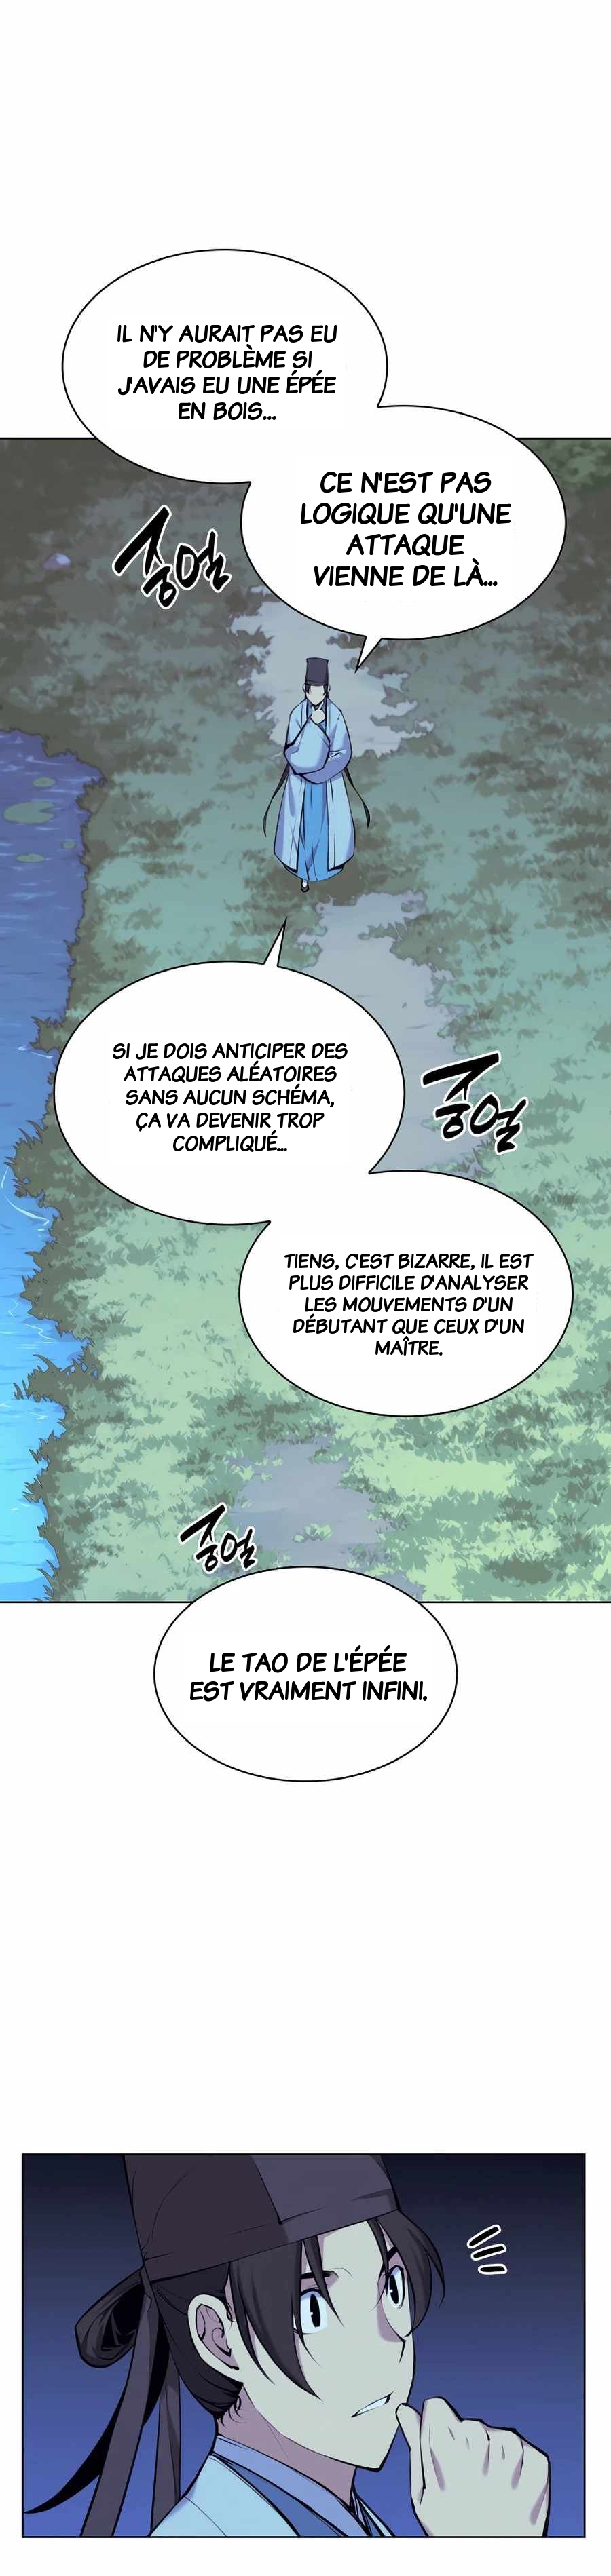 IL N'Y AURAIT PAS EU
DE PROBLÈME SI
J'AVAIS EU UNE ÉPÉE
EN BOIS...
CE N'EST PAS
LOGIQUE QU'UNE
ATTAQUE
VIENNE DE LÀ...
중얼
SI JE DOIS ANTICIPER DES
ATTAQUES ALÉATOIRES
SANS AUCUN SCHÉMA,
ÇA VA DEVENIR TROP
COMPLIQUÉ...
중얼
TIENS, C'EST BIZARRE, IL EST
PLUS DIFFICILE D'ANALYSER
LES MOUVEMENTS D'UN
DÉBUTANT QUE CEUX D'UN
MAÎTRE.
중얼
LE TAO DE L'ÉPÉE
EST VRAIMENT INFINI.